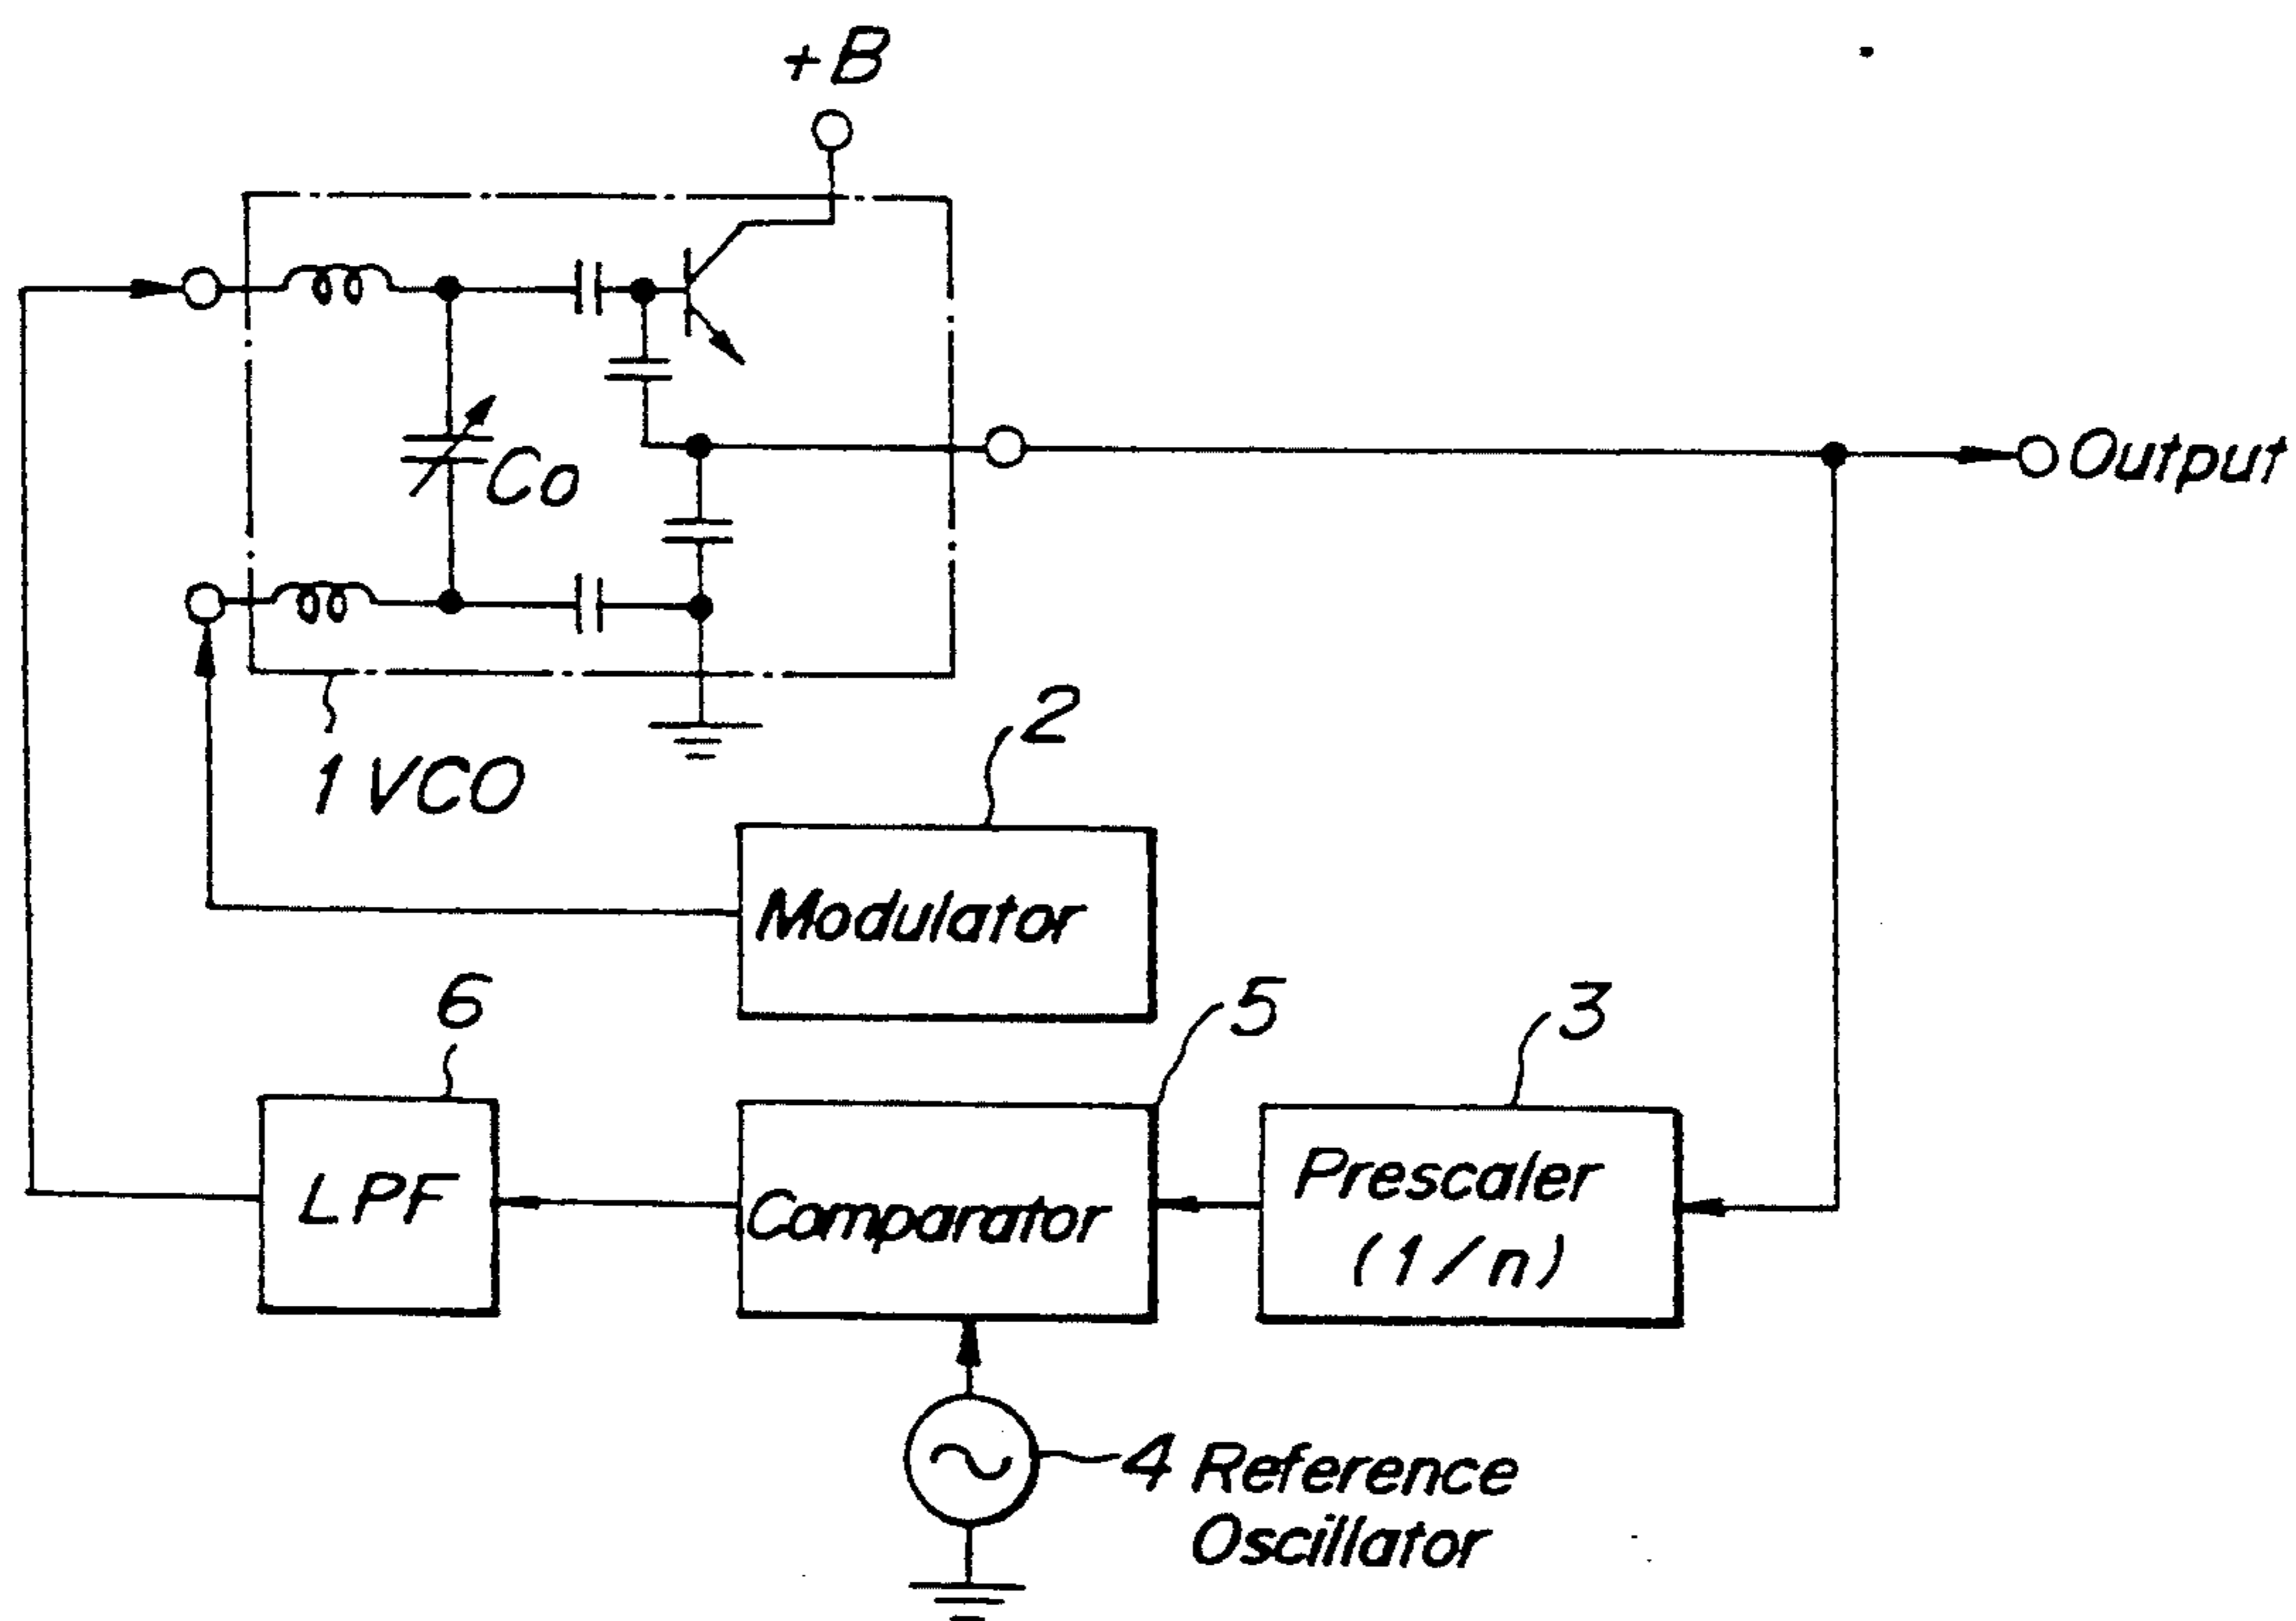 +B
Co
Output
1 VCO
2
Modulator
6
5
3
LPF
Comparator
Prescaler
(1/n)
4 Reference
Oscillator